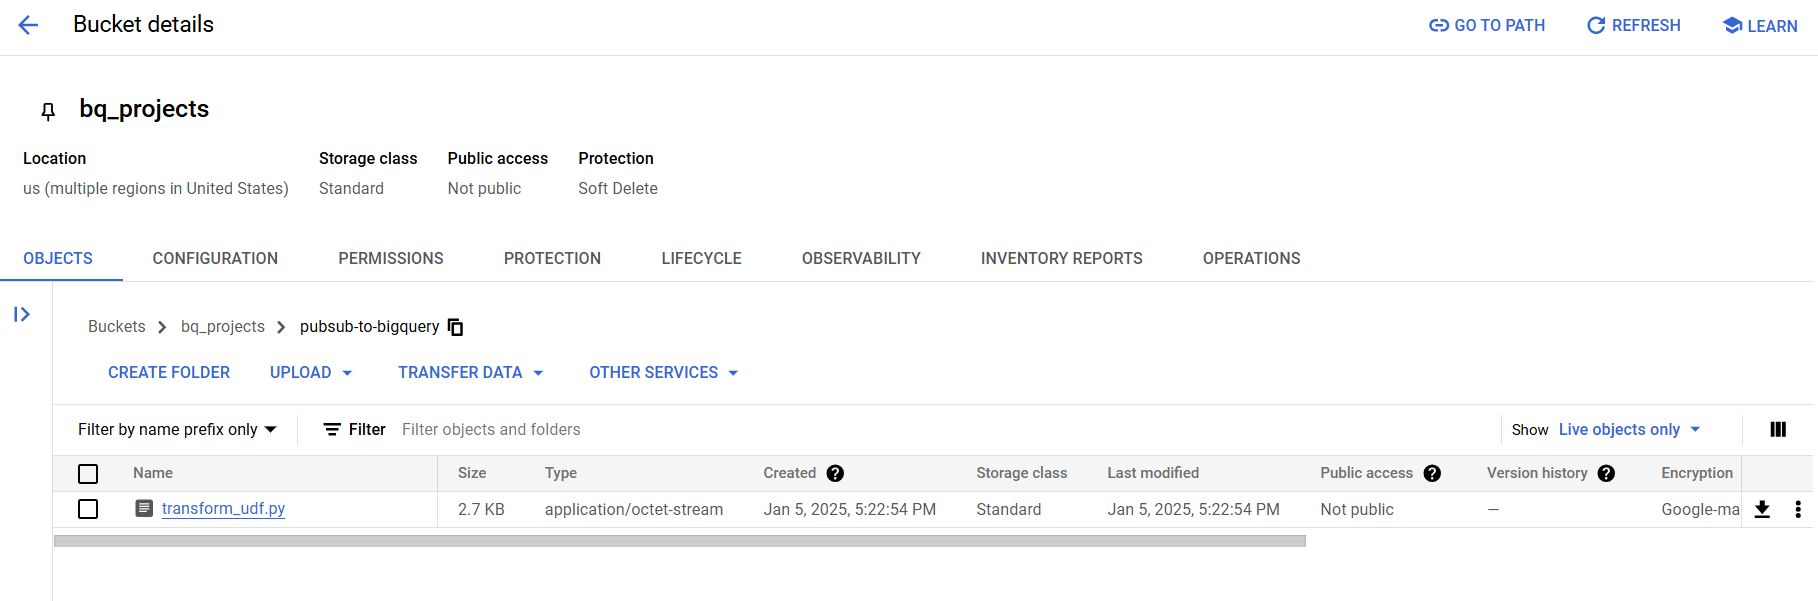 Bucket details
GO TO PATH REFRESH LEARN
bq_projects
Location Storage class Public access Protection
us (multiple regions in United States) Standard Not public Soft Delete
OBJECTS CONFIGURATION PERMISSIONS PROTECTION LIFECYCLE OBSERVABILITY INVENTORY REPORTS OPERATIONS
Buckets bq_projects pubsub-to-bigquery
CREATE FOLDER UPLOAD TRANSFER DATA OTHER SERVICES
Filter by name prefix only Filter Filter objects and folders Show Live objects only
Name Size Type Created ? Storage class Last modified Public access ? Version history ? Encryption
transform_udf.py 2.7 KB application/octet-stream Jan 5, 2025, 5:22:54 PM Standard Jan 5, 2025, 5:22:54 PM Not public — Google-ma